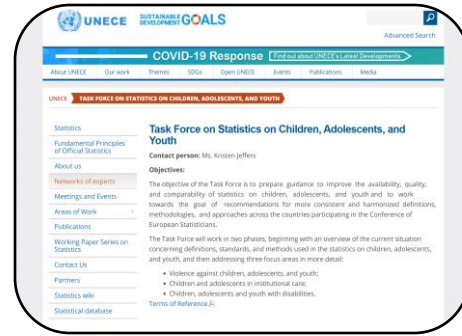 UNECE
SUSTAINABLE
DEVELOPMENT GOALS
Advanced Search
COVID-19 Response Find out about UNECE's Latest Developments
About UNECE Our work Themes SDGs Open UNECE Events Publications Media
UNECE TASK FORCE ON STATISTICS ON CHILDREN, ADOLESCENTS, AND YOUTH
Statistics
Fundamental Principles
of Official Statistics
About us
Networks of experts
Meetings and Events
Areas of Work
Publications
Working Paper Series on
Statistics
Contact Us
Partners
Statistics wiki
Statistical database
Task Force on Statistics on Children, Adolescents, and
Youth
Contact person: Ms. Kristen Jeffers
Objectives:
The objective of the Task Force is to prepare guidance to improve the availability, quality,
and comparability of statistics on children, adolescents, and youth and to work
towards the goal of recommendations for more consistent and harmonized definitions,
methodologies, and approaches across the countries participating in the Conference of
European Statisticians.
The Task Force will work in two phases, beginning with an overview of the current situation
concerning definitions, standards, and methods used in the statistics on children, adolescents,
and youth, and then addressing three focus areas in more detail:
• Violence against children, adolescents, and youth;
• Children and adolescents in institutional care;
• Children, adolescents and youth with disabilities.
Terms of Reference